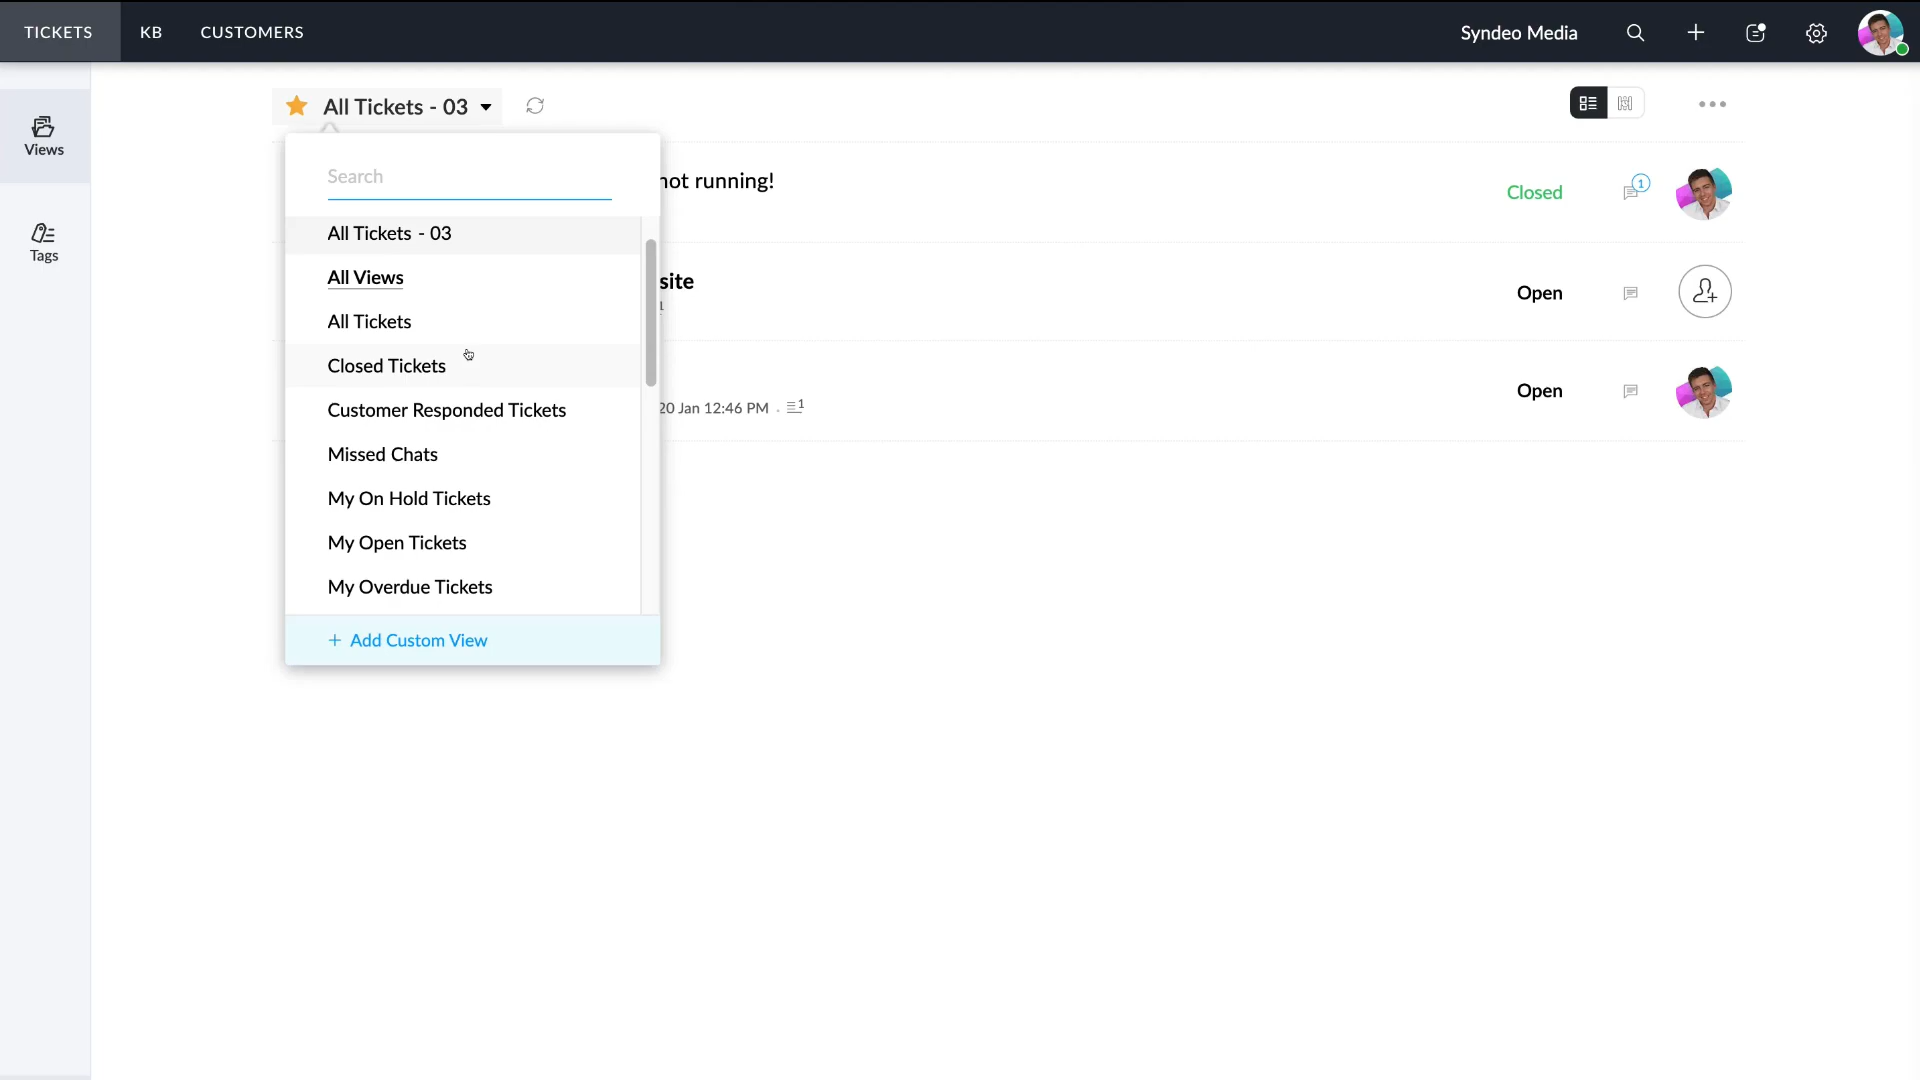 TICKETS KB CUSTOMERS Syndeo Media
All Tickets - 03
Views
Search
not running!
Closed 1
All Tickets - 03
Tags
All Views
site
Open
1
All Tickets
Closed Tickets
Open
Customer Responded Tickets
20 Jan 12:46 PM . 1
Missed Chats
My On Hold Tickets
My Open Tickets
My Overdue Tickets
+ Add Custom View